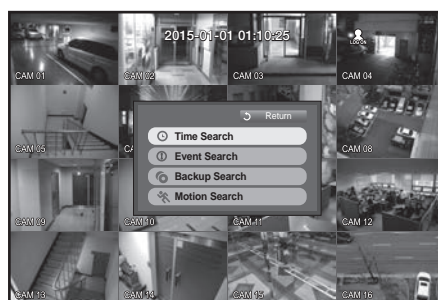 2015-01-01 01:10:25
LOG ON
CAM 01
CAM 02
CAM 03
CAM 04
Return
Time Search
Event Search
Backup Search
Motion Search
CAM 05
CAM 08
CAM 09
CAM 10
CAM 11
CAM 12
CAM 13
CAM 14
CAM 15
CAM 16